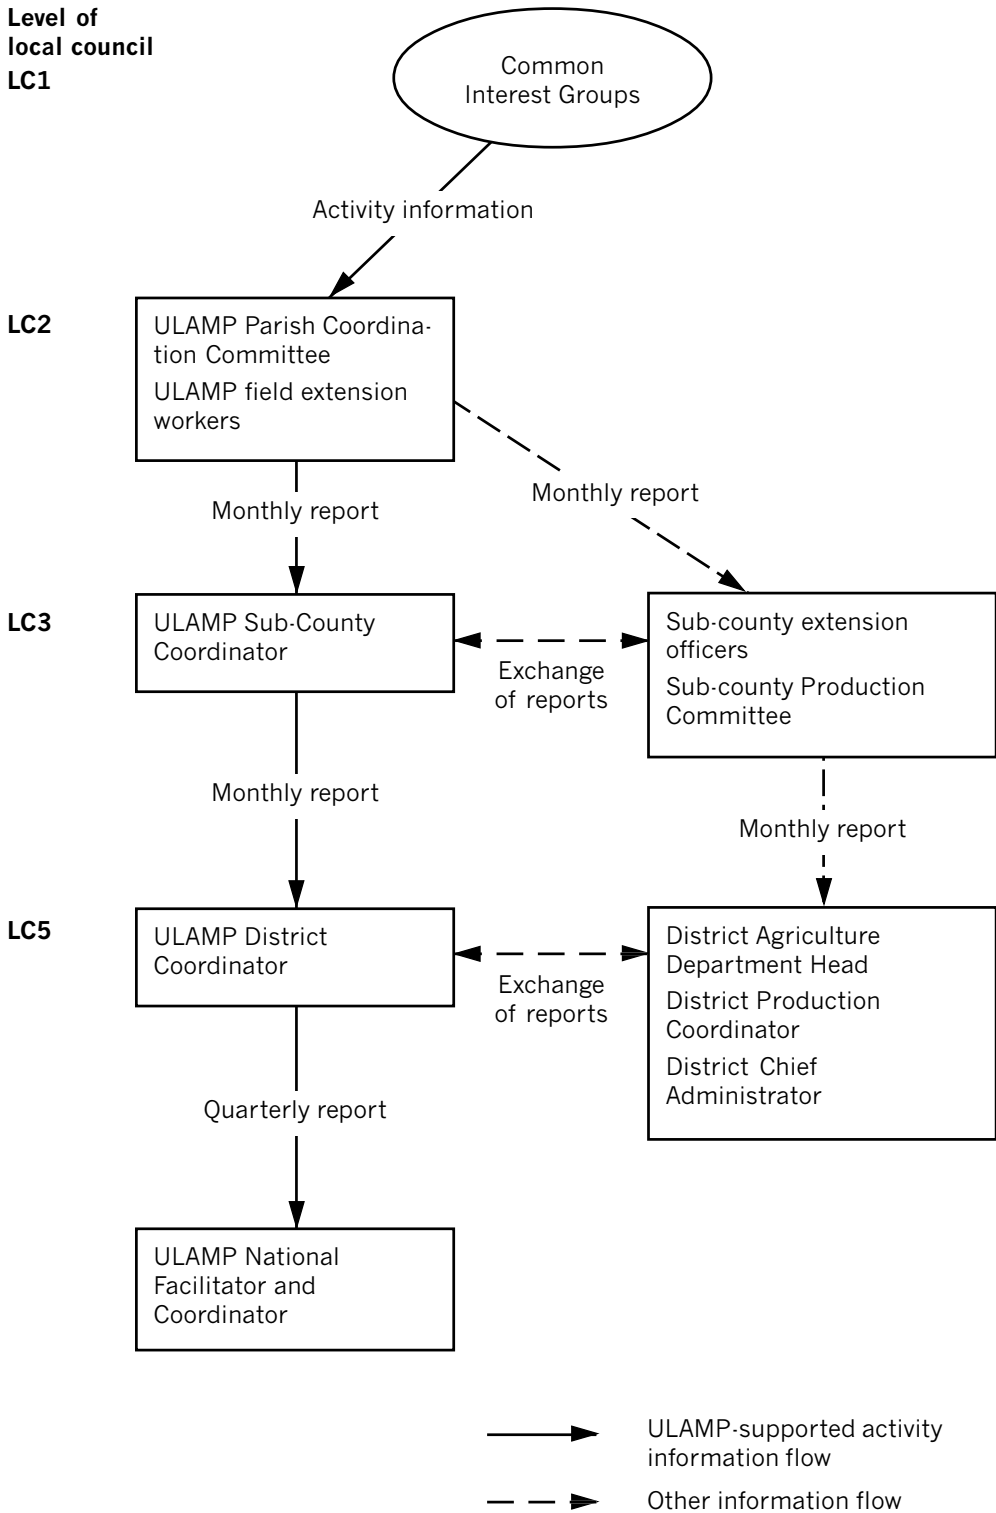 Level of
local council
LC1
Common
Interest Groups
Activity information
LC2
ULAMP Parish Coordina-
tion Committee
ULAMP field extension
workers
Monthly report
Monthly report
LC3
ULAMP Sub-County
Coordinator
Exchange
of reports
Sub-county extension
officers
Sub-county Production
Committee
Monthly report
Monthly report
LC5
ULAMP District
Coordinator
Exchange
of reports
District Agriculture
Department Head
District Production
Coordinator
District Chief
Administrator
Quarterly report
ULAMP National
Facilitator and
Coordinator
ULAMP-supported activity
information flow
Other information flow